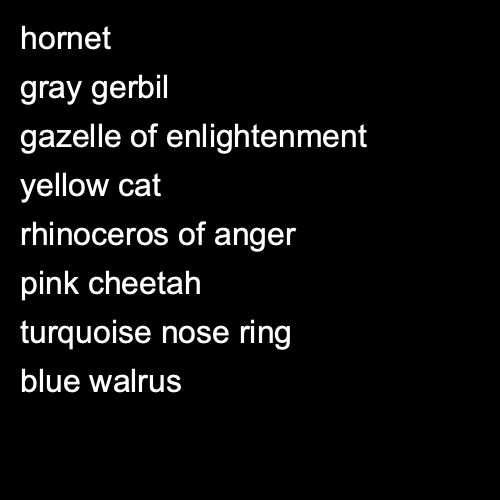 hornet
gray gerbil
gazelle of enlightenment
yellow cat
rhinoceros of anger
pink cheetah
turquoise nose ring
blue walrus